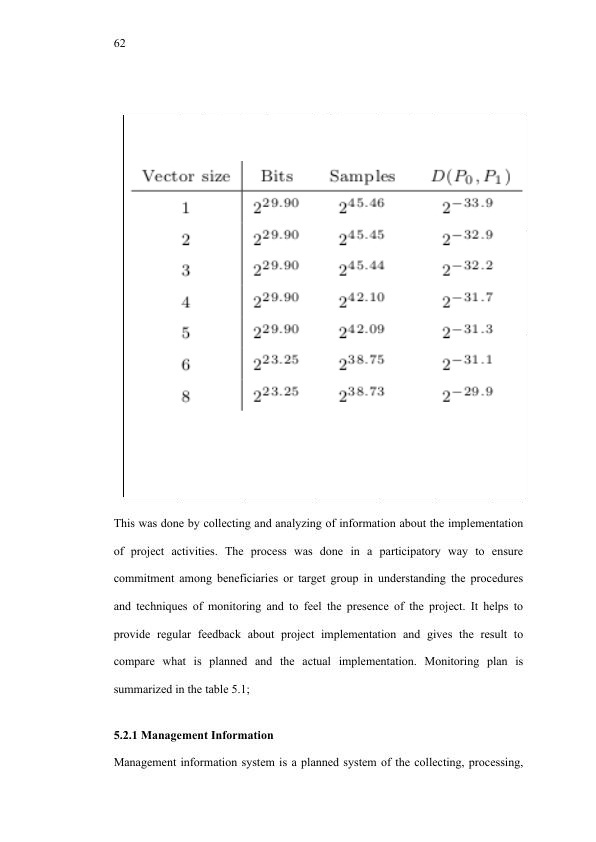 62
Vector size Bits Samples D(P₀, P₁)
1 2^29.90 2^45.46 2^−33.9
2 2^29.90 2^45.45 2^−32.9
3 2^29.90 2^45.44 2^−32.2
4 2^29.90 2^42.10 2^−31.7
5 2^29.90 2^42.09 2^−31.3
6 2^23.25 2^38.75 2^−31.1
8 2^23.25 2^38.73 2^−29.9
This was done by collecting and analyzing of information about the implementation
of project activities. The process was done in a participatory way to ensure
commitment among beneficiaries or target group in understanding the procedures
and techniques of monitoring and to feel the presence of the project. It helps to
provide regular feedback about project implementation and gives the result to
compare what is planned and the actual implementation. Monitoring plan is
summarized in the table 5.1;
5.2.1 Management Information
Management information system is a planned system of the collecting, processing,